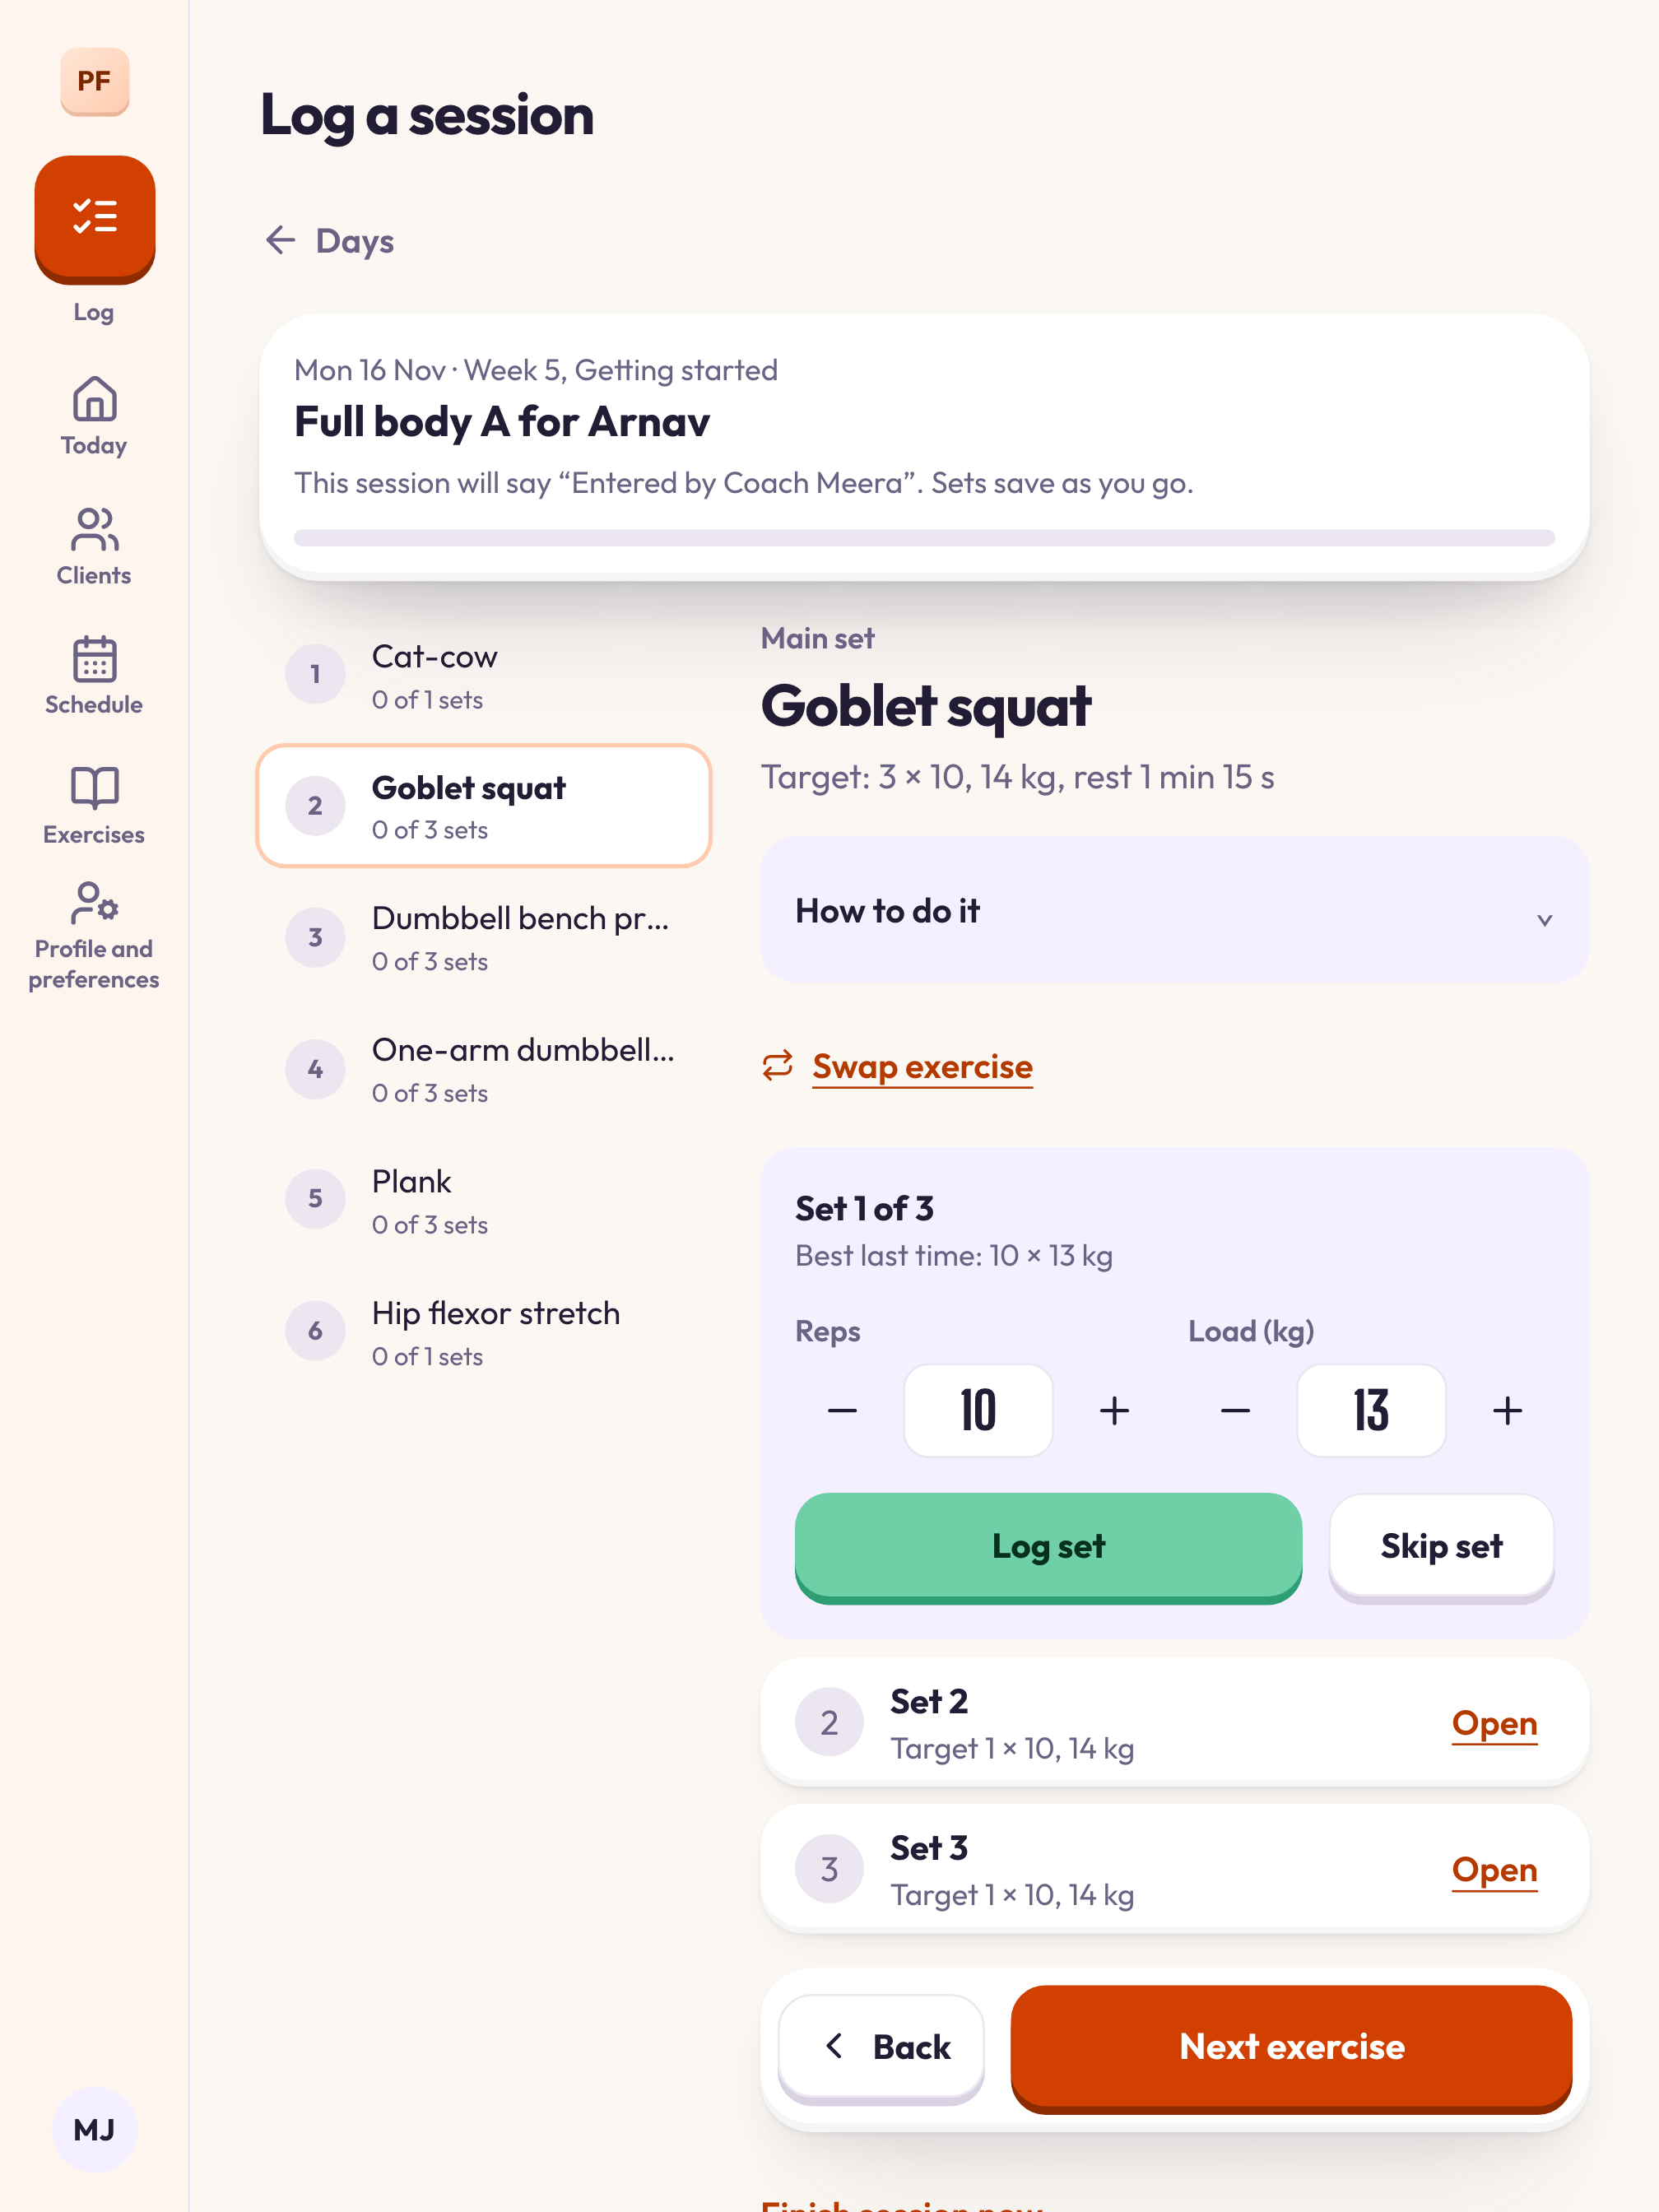 PF
Log
Today
Clients
Schedule
Exercises
Profile and
preferences
MJ
Log a session
Days
Mon 16 Nov · Week 5, Getting started
Full body A for Arnav
This session will say “Entered by Coach Meera”. Sets save as you go.
1
Cat-cow
0 of 1 sets
2
Goblet squat
0 of 3 sets
3
Dumbbell bench pr...
0 of 3 sets
4
One-arm dumbbell...
0 of 3 sets
5
Plank
0 of 3 sets
6
Hip flexor stretch
0 of 1 sets
Main set
Goblet squat
Target: 3 × 10, 14 kg, rest 1 min 15 s
How to do it
Swap exercise
Set 1 of 3
Best last time: 10 × 13 kg
Reps
Load (kg)
− 10 +
− 13 +
Log set
Skip set
2
Set 2
Target 1 × 10, 14 kg
Open
3
Set 3
Target 1 × 10, 14 kg
Open
Back
Next exercise
Finish session now